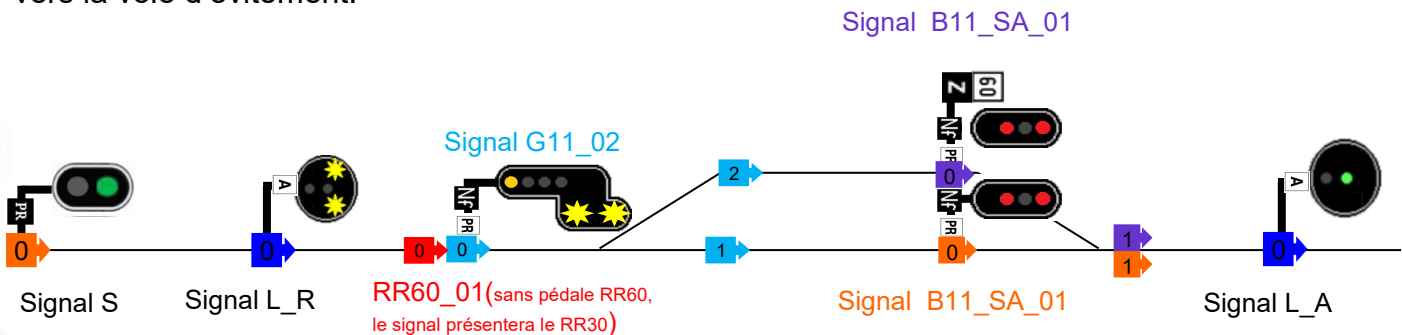 vers la voie d'évitement.
Signal B11_SA_01
Z 60
Signal G11_02
Nf
PR
A
Nf
PR
2
0
Nf
PR
A
PR
0
0
0
0
1
0
1
1
0
Signal S
Signal L_R
RR60_01(sans pédale RR60,
le signal présentera le RR30)
Signal B11_SA_01
Signal L_A